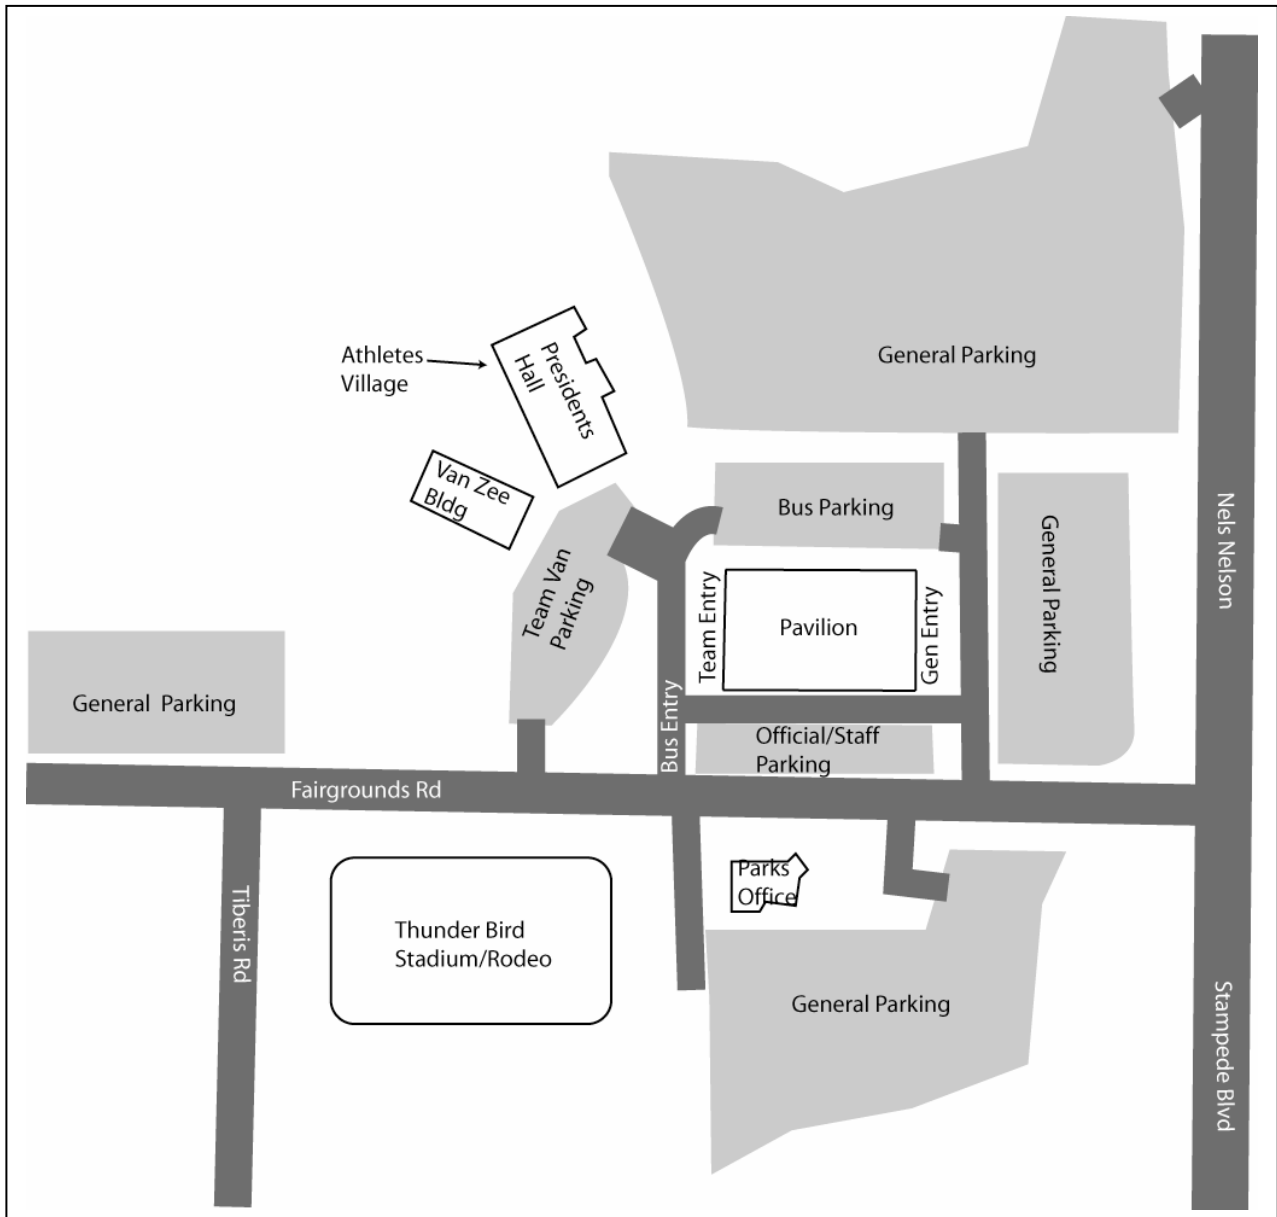 Athletes
Village
Presidents
Hall
General Parking
Van Zee
Bldg
Bus Parking
General Parking
Nels Nelson
Team Van
Parking
Team Entry
Pavilion
Gen Entry
General  Parking
Bus Entry
Official/Staff
Parking
Fairgrounds Rd
Parks
Office
Tiberis Rd
Thunder Bird
Stadium/Rodeo
General Parking
Stampede Blvd